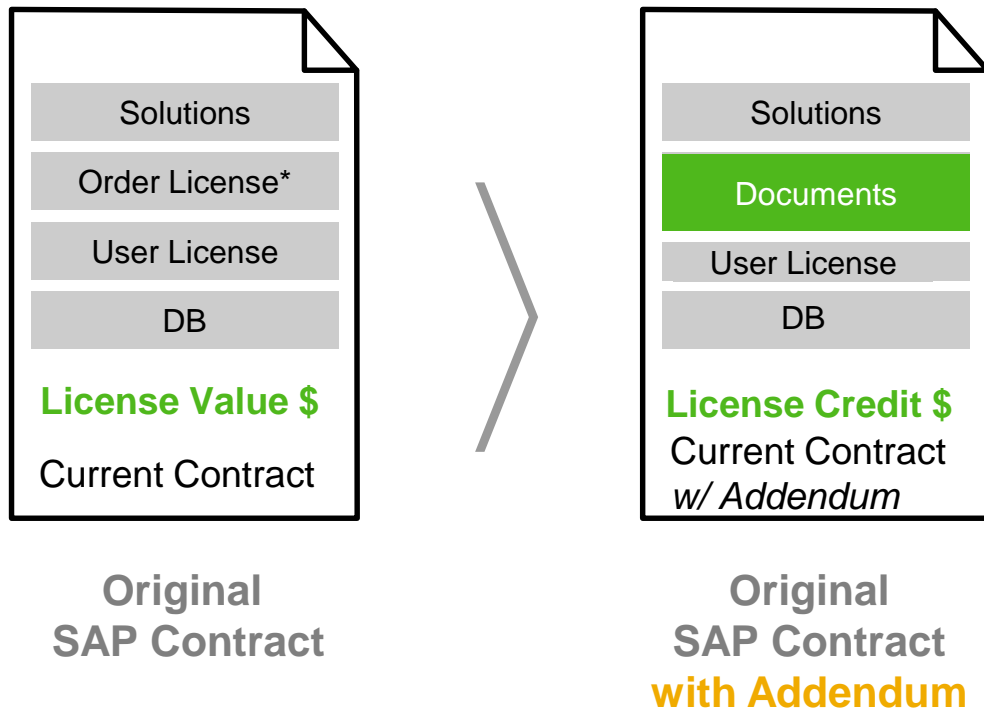 Solutions
Order License*
User License
DB
License Value $
Current Contract
Original
SAP Contract
Solutions
Documents
User License
DB
License Credit $
Current Contract
w/ Addendum
Original
SAP Contract
with Addendum